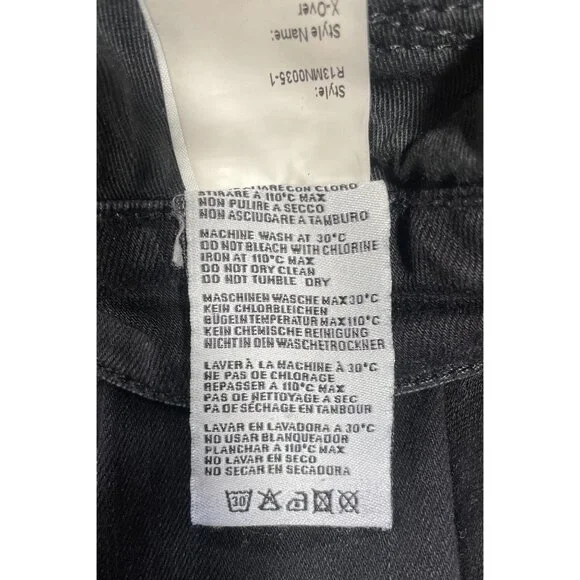 Style:
R13MN0035-1
Style Name:
X-Over
CON CLORO
STIRARE A 110°C MAX
NON PULIRE A SECCO
NON ASCIUGARE A TAMBURO
MACHINE WASH AT 30°C
DO NOT BLEACH WITH CHLORINE
IRON AT 110°C MAX
DO NOT DRY CLEAN
DO NOT TUMBLE DRY
MASCHINEN WASCHE MAX 30°C
KEIN CHLORBLEICHEN
BÜGELNTEMPERATUR MAX 110°C
KEIN CHEMISCHE REINIGUNG
NICHT IN DEN WASCHETROCKNER
LAVER À LA MACHINE À 30°C
NE PAS DE CHLORAGE
REPASSER A 110°C MAX
PAS DE NETTOYAGE A SEC
PA DE SÉCHAGE EN TAMBOUR
LAVAR EN LAVADORA A 30°C
NO USAR BLANQUEADOR
PLANCHAR A 110°C MAX
NO LAVAR EN SECO
NO SECAR EN SECADORA
30